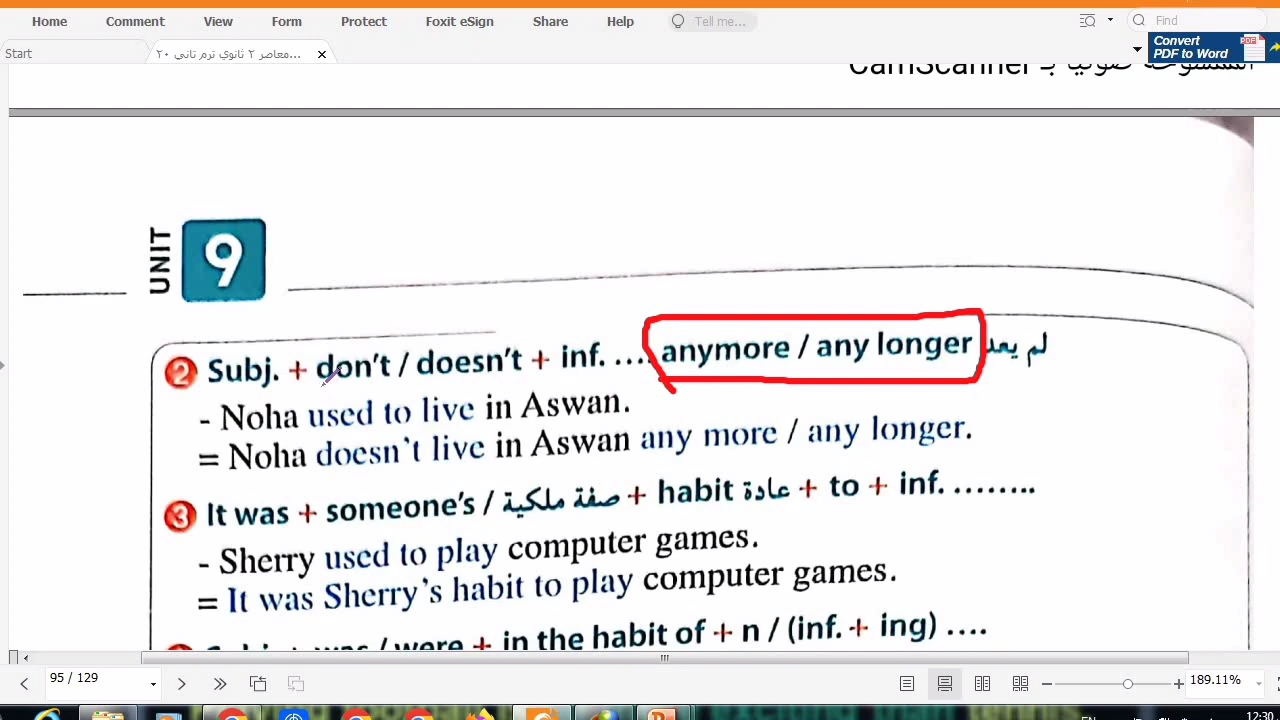 Home Comment View Form Protect Foxit eSign Share Help Tell me... Find
Start معاصر ٢ ثانوي ترم تاني ٢٠...
Convert
PDF to Word
CamScanner
UNIT 9
2 Subj. + don't / doesn't + inf. .... anymore / any longer لم يعد
- Noha used to live in Aswan.
= Noha doesn't live in Aswan any more / any longer.
3 It was + someone's / صفة ملكية + habit عادة + to + inf. ........
- Sherry used to play computer games.
= It was Sherry's habit to play computer games.
+ was / were + in the habit of + n / (inf. + ing) ....
95 / 129
189.11%
EN 12:30